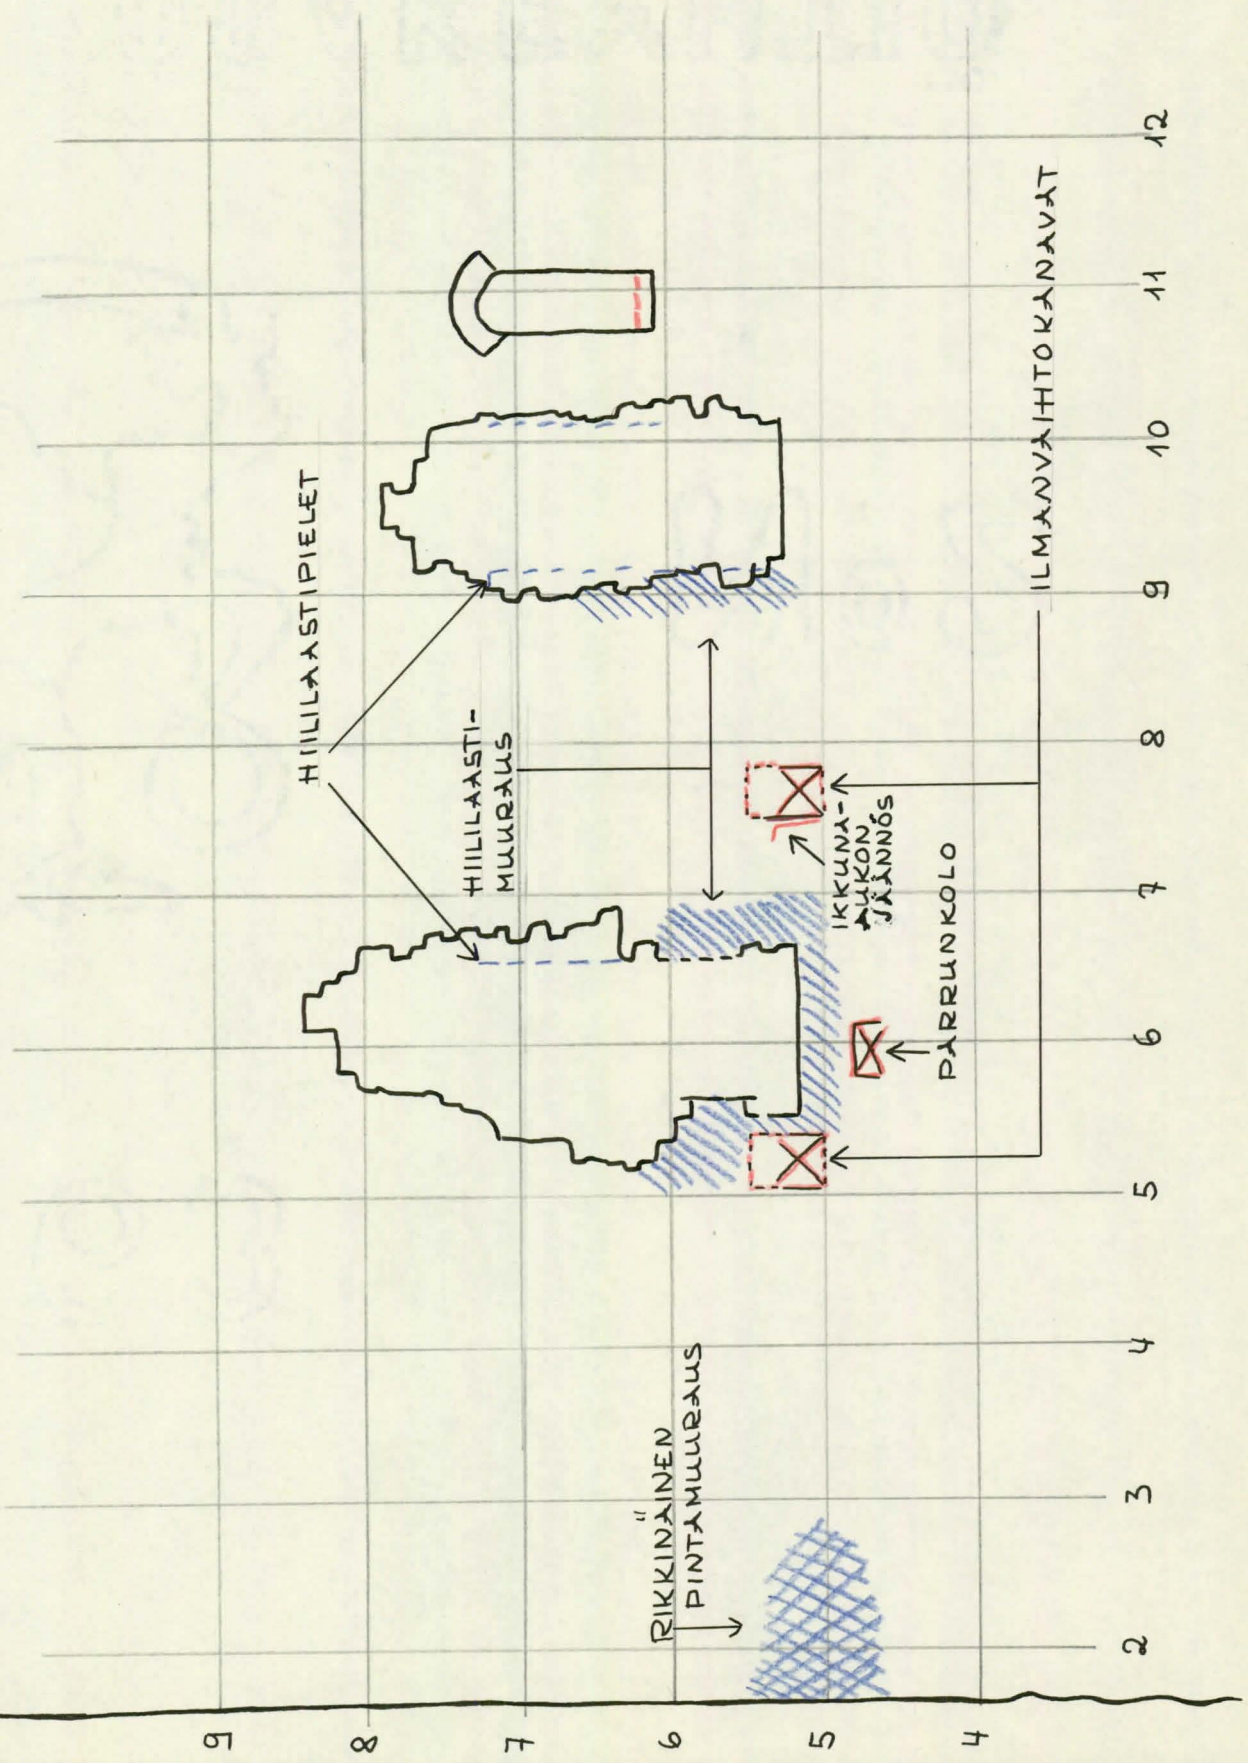 HIILILAASTIPIELET
HIILILAASTI-
MUURAUS
RIKKINÄINEN
PINTAMUURAUS
IKKUNA-
AUKON
JÄÄNNÖS
PARRUNKOLO
ILMANVAIHTOKANAVAT
9
8
7
6
5
4
2
3
4
5
6
7
8
9
10
11
12